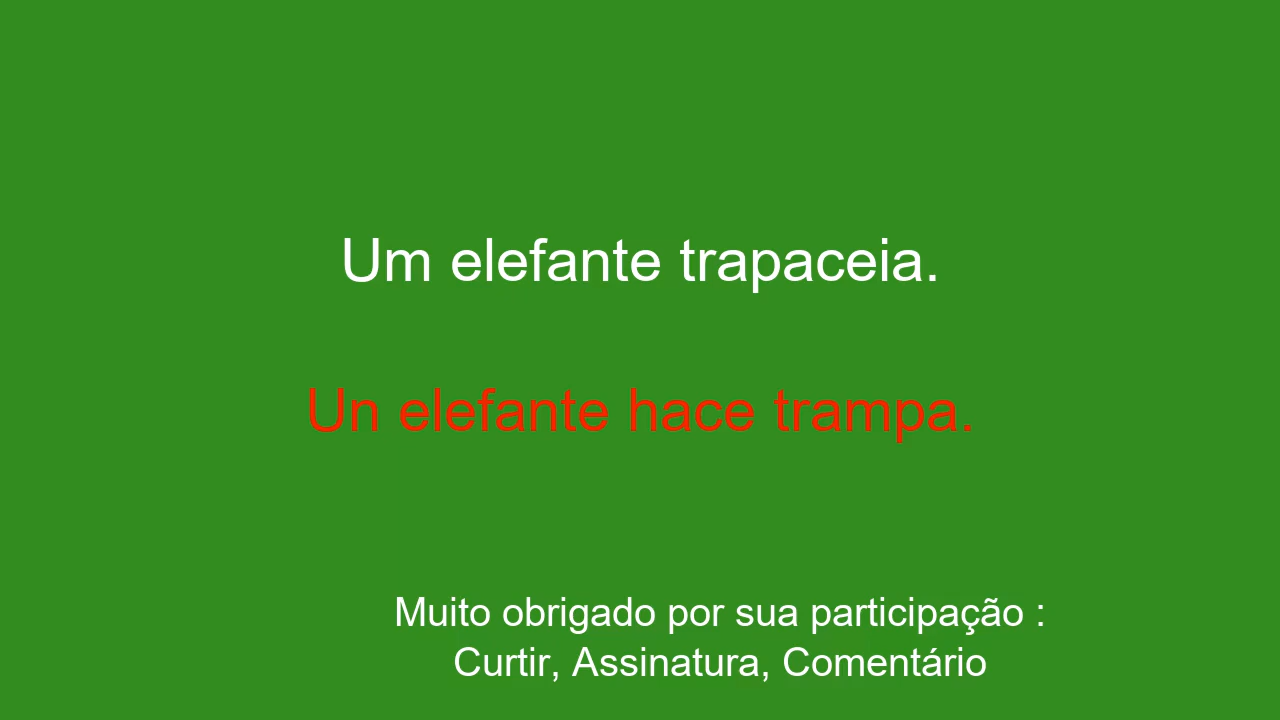 Um elefante trapaceia.
Un elefante hace trampa.
Muito obrigado por sua participação :
Curtir, Assinatura, Comentário